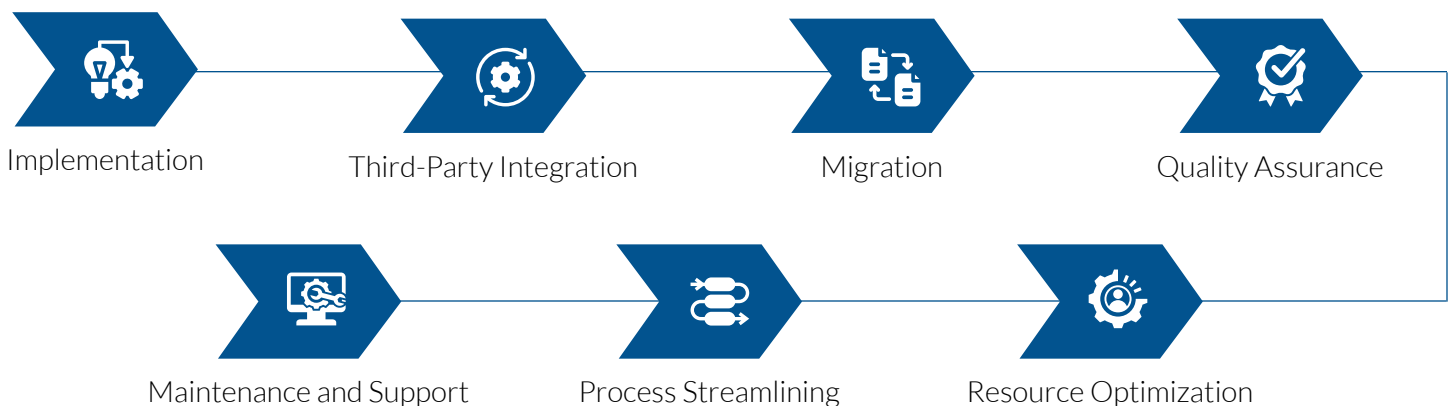 Implementation
Third-Party Integration
Migration
Quality Assurance
Maintenance and Support
Process Streamlining
Resource Optimization